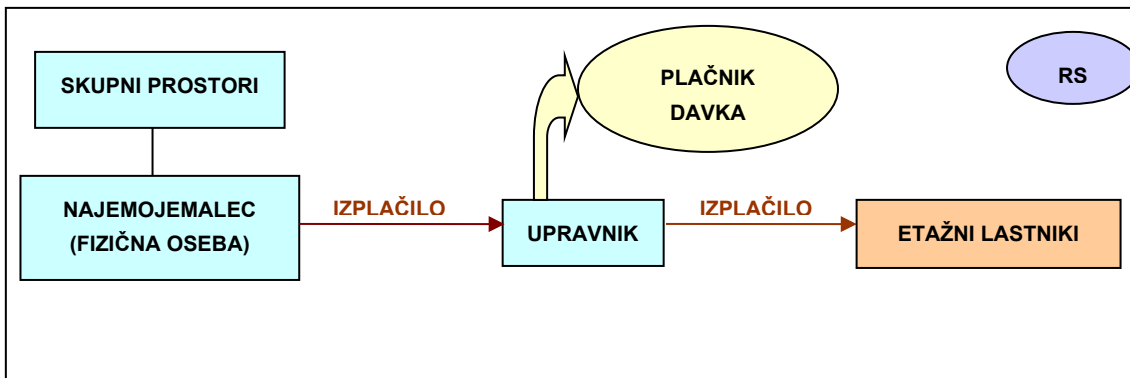 SKUPNI PROSTORI
PLAČNIK
DAVKA
RS
NAJEMOJEMALEC
(FIZIČNA OSEBA)
IZPLAČILO
UPRAVNIK
IZPLAČILO
ETAŽNI LASTNIKI